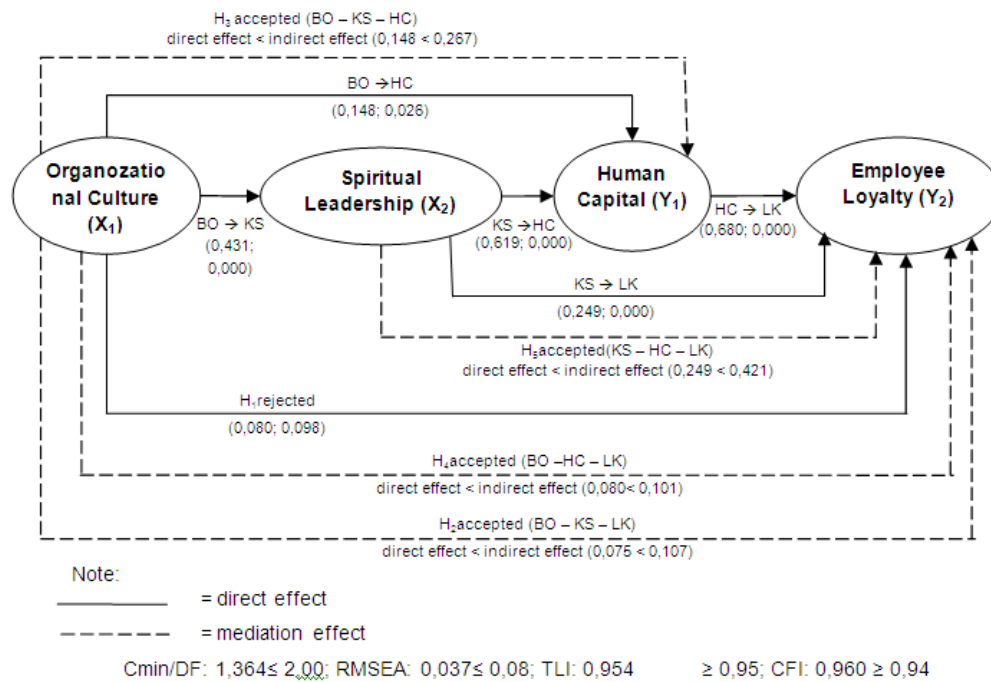 H₃ accepted (BO – KS – HC)
direct effect < indirect effect (0,148 < 0,267)
BO →HC
(0,148; 0,026)
Organozatio
nal Culture
(X₁)
Spiritual
Leadership (X₂)
Human
Capital (Y₁)
Employee
Loyalty (Y₂)
BO → KS
(0,431;
0,000)
KS →HC
(0,619; 0,000)
HC → LK
(0,680; 0,000)
KS → LK
(0,249; 0,000)
H₅accepted(KS – HC – LK)
direct effect < indirect effect (0,249 < 0,421)
H₁rejected
(0,080; 0,098)
H₄accepted (BO –HC – LK)
direct effect < indirect effect (0,080< 0,101)
H₂accepted (BO – KS – LK)
direct effect < indirect effect (0,075 < 0,107)
Note:
= direct effect
= mediation effect
Cmin/DF: 1,364≤ 2,00; RMSEA: 0,037≤ 0,08; TLI: 0,954 ≥ 0,95; CFI: 0,960 ≥ 0,94